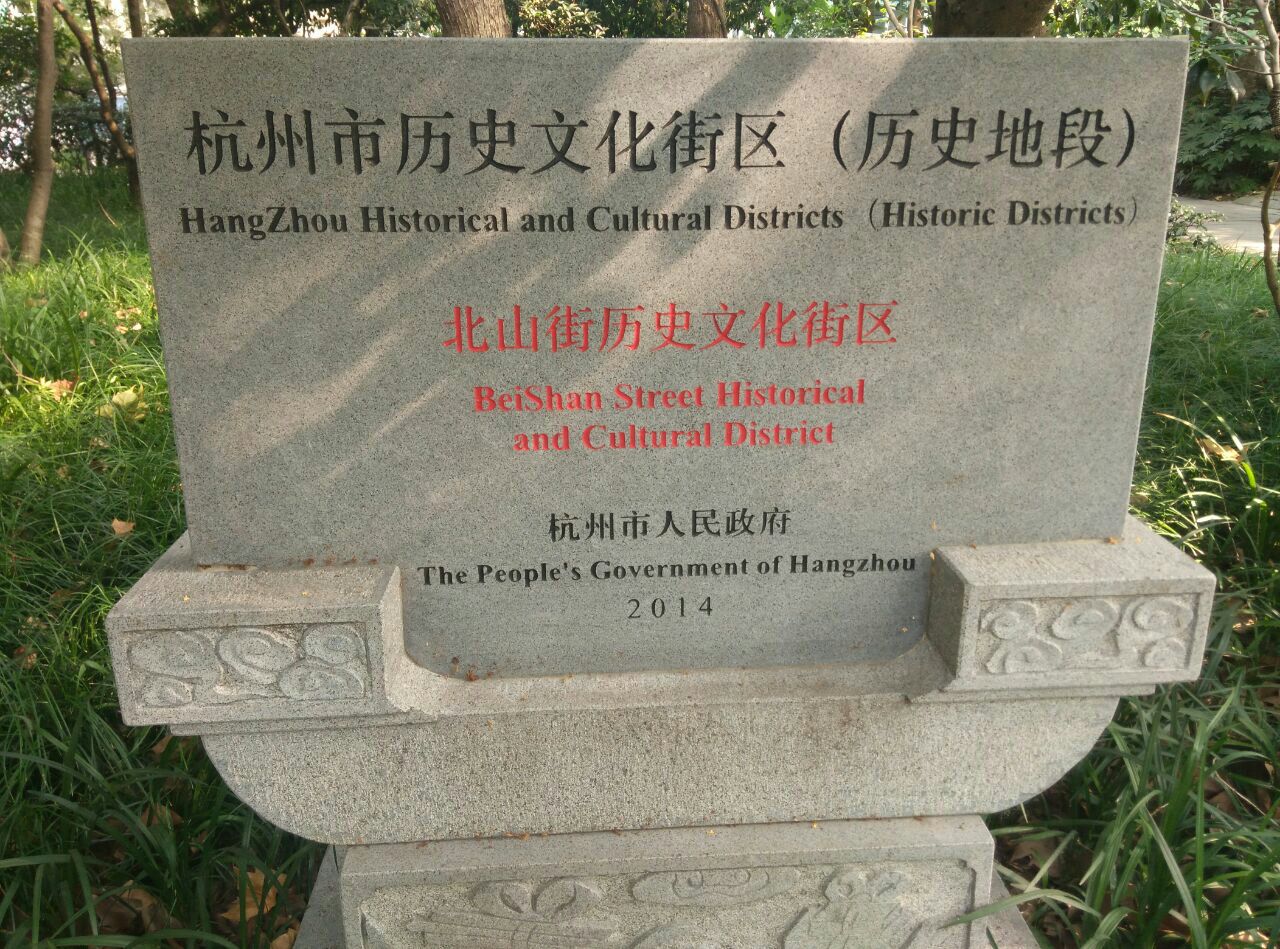 杭州市历史文化街区（历史地段）
HangZhou Historical and Cultural Districts（Historic Districts）
北山街历史文化街区
BeiShan Street Historical
and Cultural District
杭州市人民政府
The People's Government of Hangzhou
2014